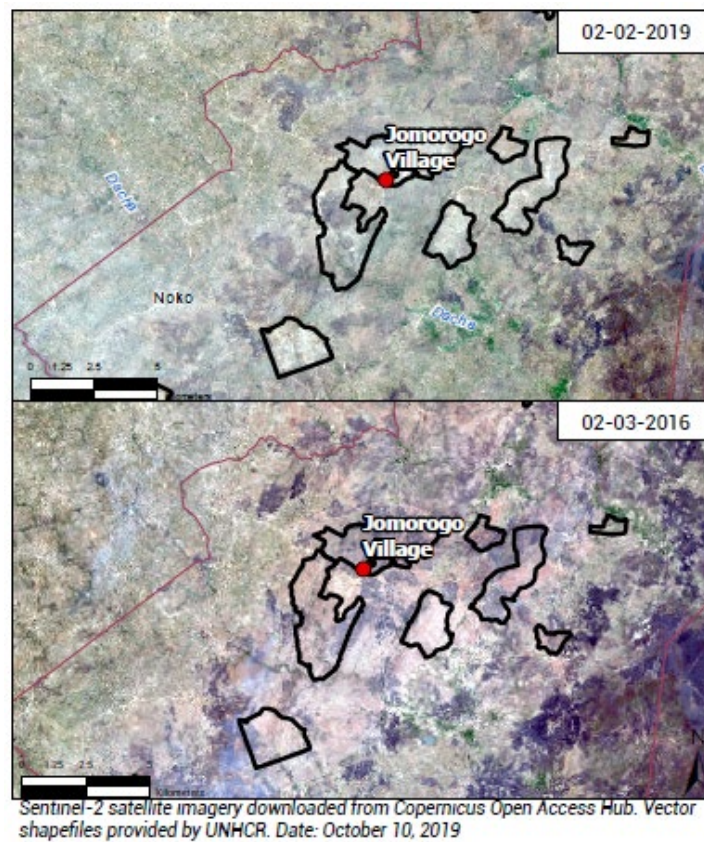 02-02-2019
Jomorogo
Village
Dacha
Noko
Dacha
0 1.25 2.5 5
02-03-2016
Jomorogo
Village
N
0 1.25 2.5 5
Kilometers
Sentinel-2 satellite imagery downloaded from Copernicus Open Access Hub. Vector
shapefiles provided by UNHCR. Date: October 10, 2019